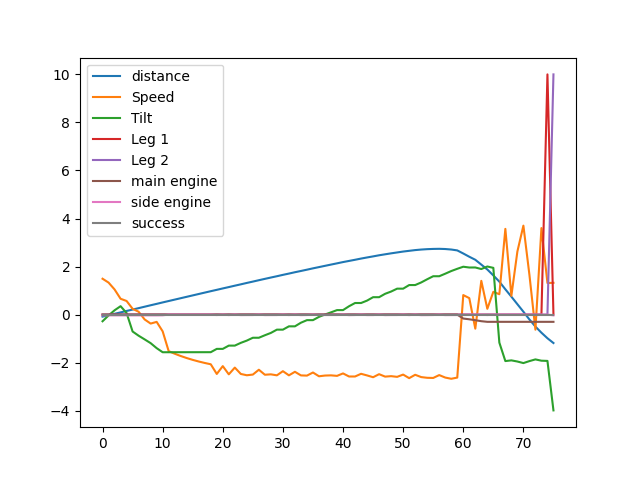 10
8
6
4
2
0
−2
−4
distance
Speed
Tilt
Leg 1
Leg 2
main engine
side engine
success
0 10 20 30 40 50 60 70